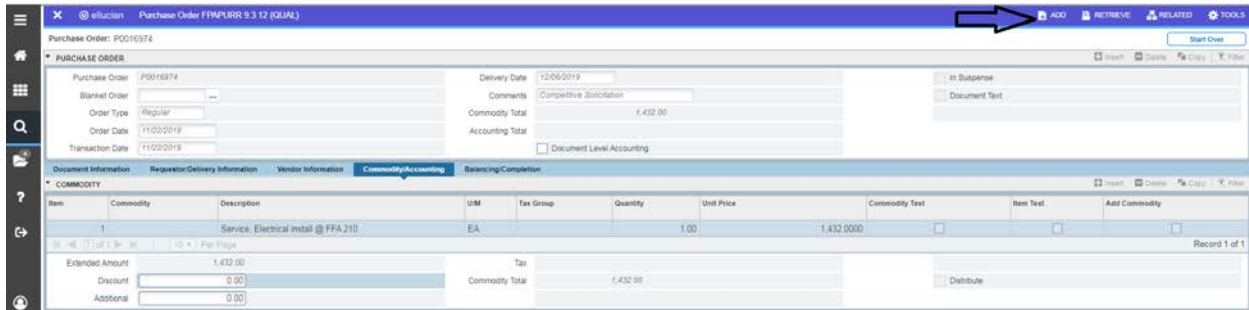 ellucian Purchase Order FPAPURR 9.3.12 (QUAL) ADD RETRIEVE RELATED TOOLS
Purchase Order: P0016974 Start Over
PURCHASE ORDER Insert Delete Copy Filter
Purchase Order P0016974 Delivery Date 12/06/2019 In Suspense
Blanket Order ... Comments Competitive Solicitation Document Text
Order Type Regular Commodity Total 1,432.00
Order Date 11/22/2019 Accounting Total
Transaction Date 11/22/2019 Document Level Accounting
Document Information Requestor/Delivery Information Vendor Information Commodity/Accounting Balancing/Completion
COMMODITY Insert Delete Copy Filter
Item Commodity Description U/M Tax Group Quantity Unit Price Commodity Text Item Text Add Commodity
1 Service, Electrical install @ FFA 210 EA 1.00 1,432.0000
1 of 1 10 Per Page Record 1 of 1
Extended Amount 1,432.00 Tax
Discount 0.00 Commodity Total 1,432.00 Distribute
Additional 0.00